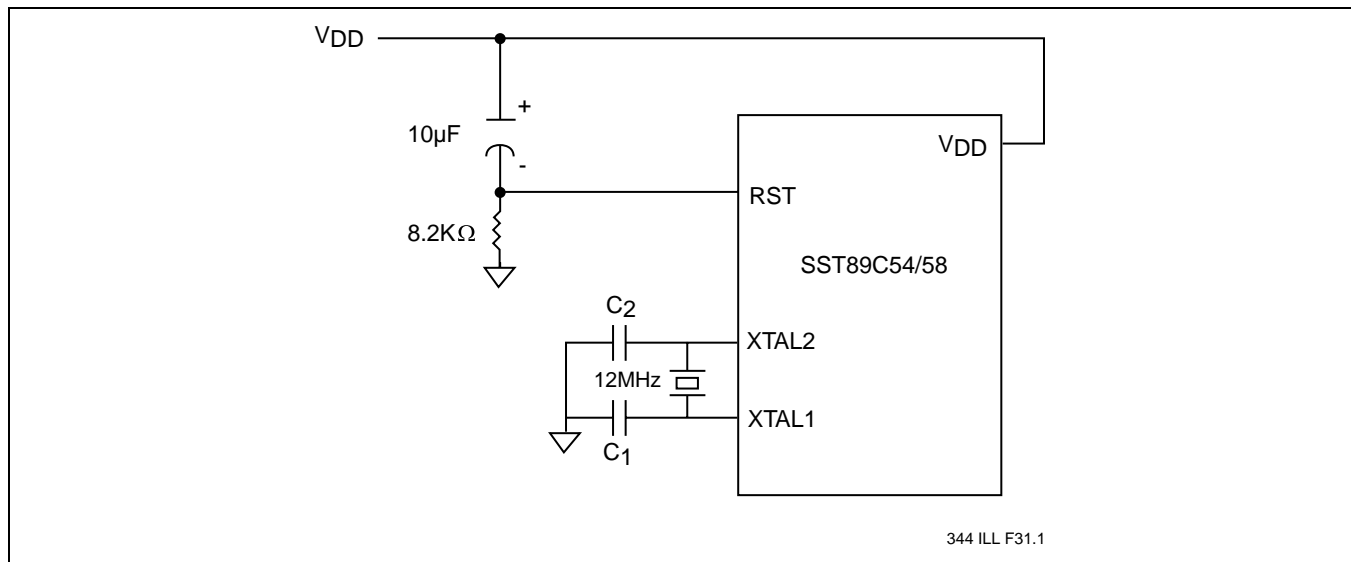 VDD
+
10µF
VDD
-
RST
8.2KΩ
SST89C54/58
C2
XTAL2
12MHz
XTAL1
C1
344 ILL F31.1